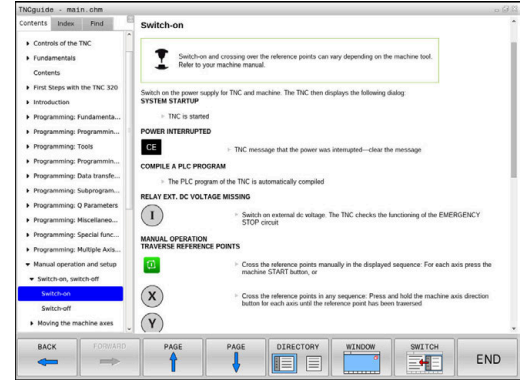 TNCguide - main.chm
Contents Index Find
Controls of the TNC
Fundamentals
Contents
First Steps with the TNC 320
Introduction
Programming: Fundamenta...
Programming: Programmin...
Programming: Tools
Programming: Programmin...
Programming: Data transfe...
Programming: Subprogram...
Programming: Q Parameters
Programming: Miscellaneo...
Programming: Special func...
Programming: Multiple Axis...
Manual operation and setup
Switch-on, switch-off
Switch-on
Switch-off
Moving the machine axes
Switch-on
Switch-on and crossing over the reference points can vary depending on the machine tool.
Refer to your machine manual.
Switch on the power supply for TNC and machine. The TNC then displays the following dialog:
SYSTEM STARTUP
TNC is started
POWER INTERRUPTED
CE
TNC message that the power was interrupted—clear the message
COMPILE A PLC PROGRAM
The PLC program of the TNC is automatically compiled
RELAY EXT. DC VOLTAGE MISSING
I
Switch on external dc voltage. The TNC checks the functioning of the EMERGENCY
STOP circuit
MANUAL OPERATION
TRAVERSE REFERENCE POINTS
Cross the reference points manually in the displayed sequence: For each axis press the
machine START button, or
X
Cross the reference points in any sequence: Press and hold the machine axis direction
button for each axis until the reference point has been traversed
Y
BACK FORWARD PAGE PAGE DIRECTORY WINDOW SWITCH END